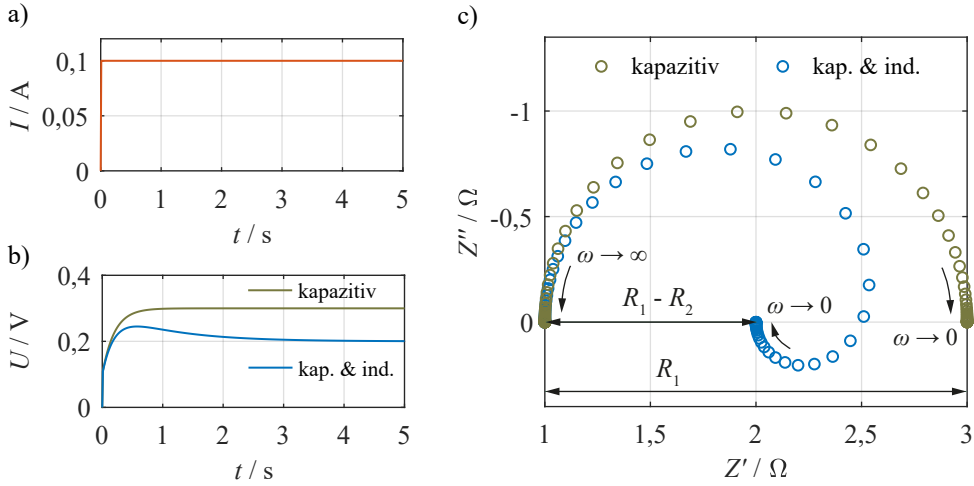 a)
I / A
0,1
0,05
0
0 1 2 3 4 5
t / s
b)
U / V
0,4
0,2
0
kapazitiv
kap. & ind.
0 1 2 3 4 5
t / s
c)
Z'' / Ω
kapazitiv kap. & ind.
-1
-0,5
0
ω → ∞
R₁ - R₂
ω → 0
ω → 0
R₁
1 1,5 2 2,5 3
Z' / Ω